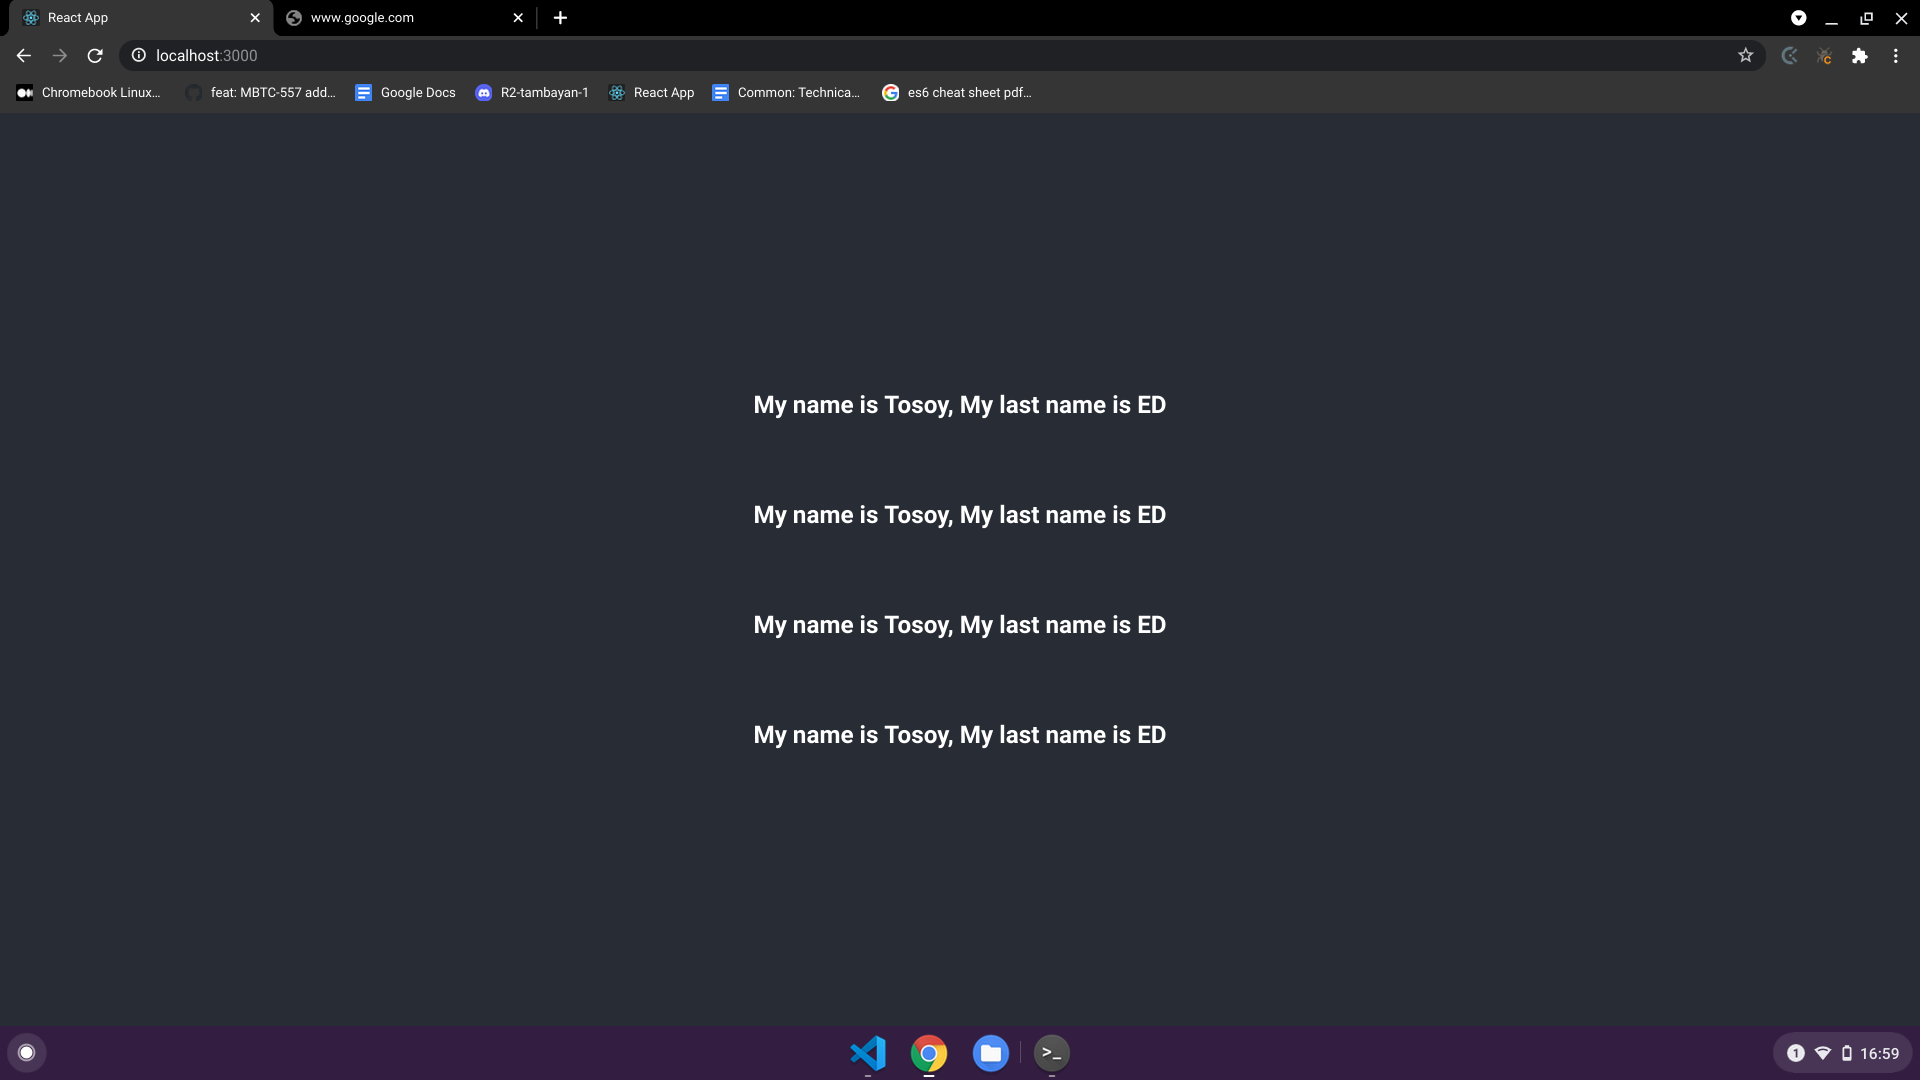 React App
www.google.com
localhost:3000
Chromebook Linux...
feat: MBTC-557 add...
Google Docs
R2-tambayan-1
React App
Common: Technica...
es6 cheat sheet pdf...
My name is Tosoy, My last name is ED
My name is Tosoy, My last name is ED
My name is Tosoy, My last name is ED
My name is Tosoy, My last name is ED
1
16:59